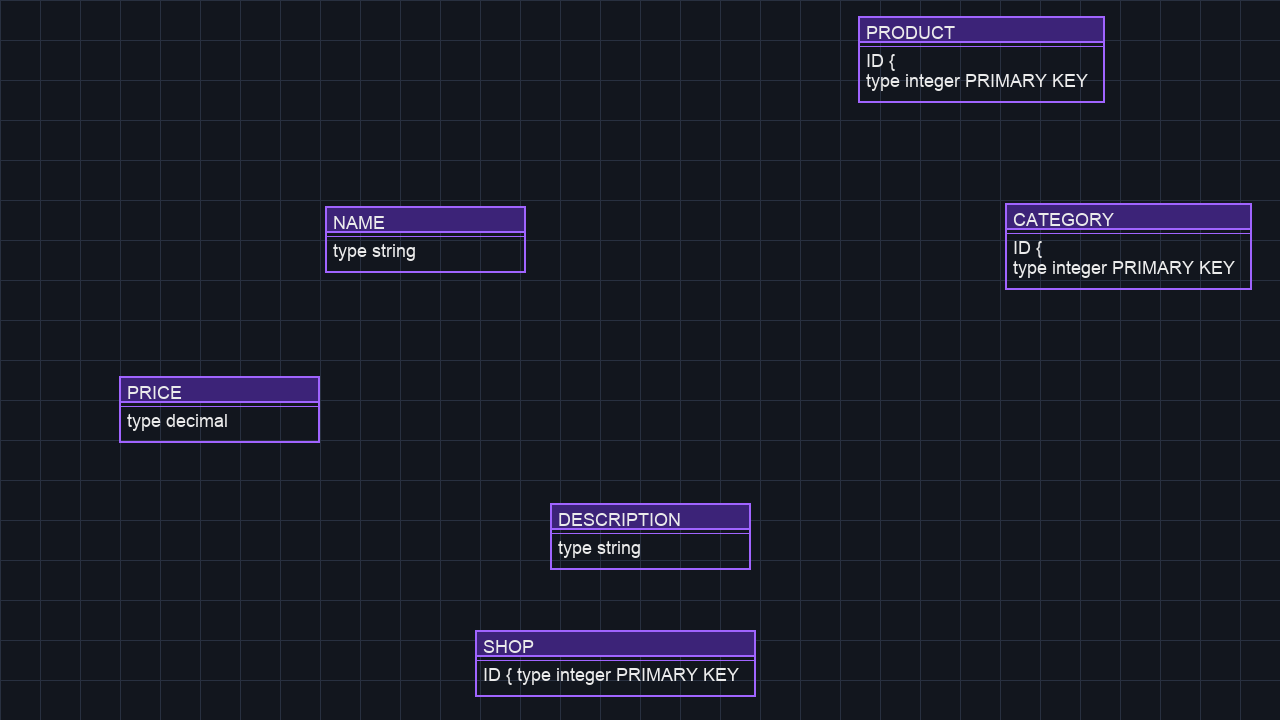 PRODUCT
ID {
type integer PRIMARY KEY
NAME
type string
CATEGORY
ID {
type integer PRIMARY KEY
PRICE
type decimal
DESCRIPTION
type string
SHOP
ID { type integer PRIMARY KEY